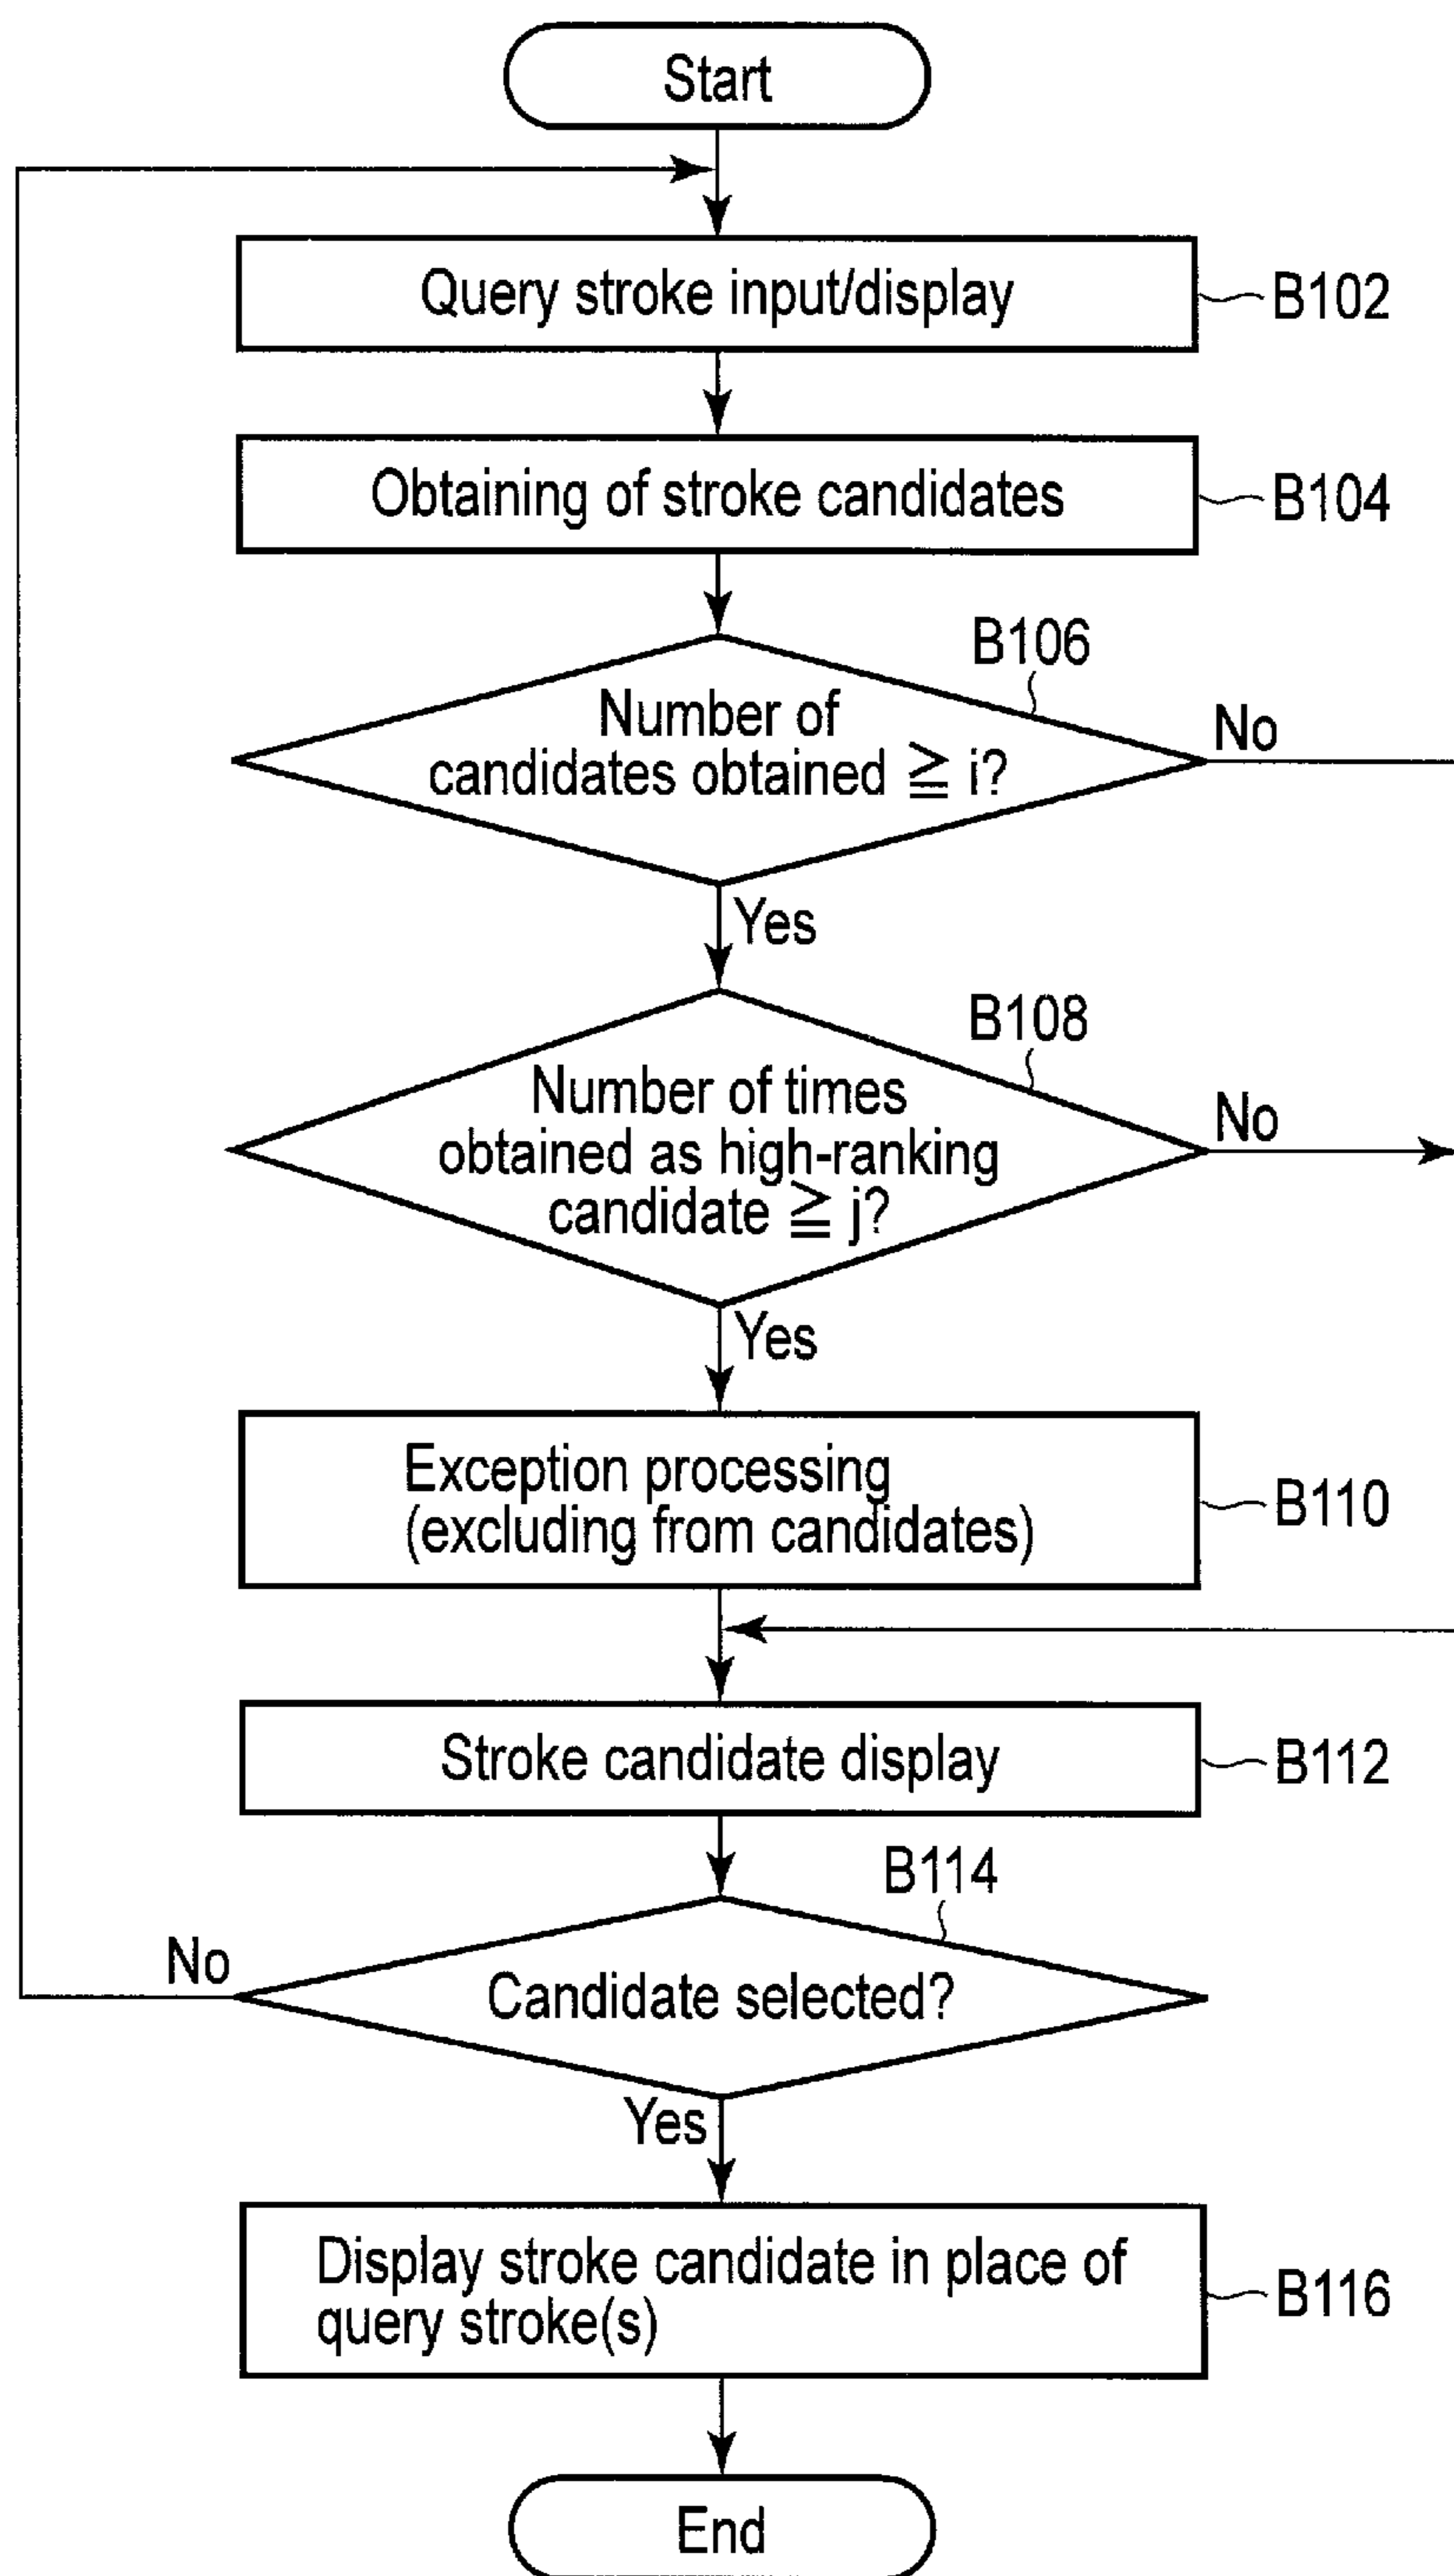 Start
Query stroke input/display
B102
Obtaining of stroke candidates
B104
B106
Number of
candidates obtained ≧ i?
No
Yes
B108
Number of times
obtained as high-ranking
candidate ≧ j?
No
Yes
Exception processing
(excluding from candidates)
B110
Stroke candidate display
B112
B114
Candidate selected?
No
Yes
Display stroke candidate in place of
query stroke(s)
B116
End